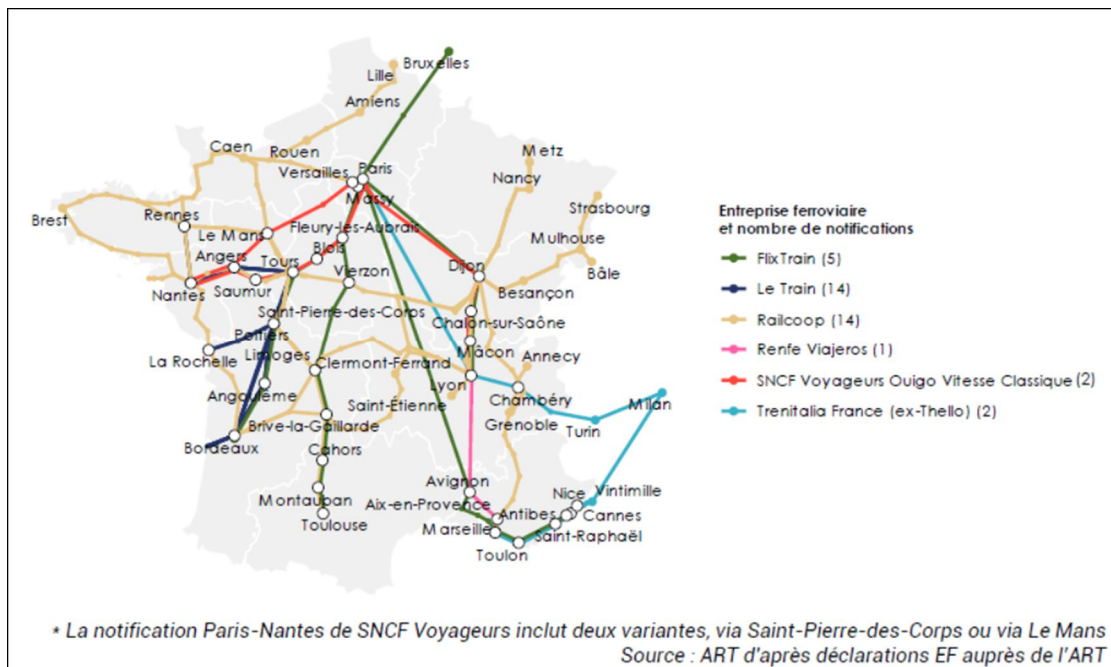 Bruxelles
Lille
Amiens
Rouen
Caen
Versailles
Paris
Massy
Metz
Nancy
Strasbourg
Brest
Rennes
Le Mans
Fleury-les-Aubrais
Mulhouse
Angers
Tours
Blois
Vierzon
Dijon
Bâle
Nantes
Saumur
Besançon
Saint-Pierre-des-Corps
Chalon-sur-Saône
Poitiers
La Rochelle
Limoges
Clermont-Ferrand
Mâcon
Annecy
Lyon
Angoulême
Saint-Étienne
Chambéry
Milan
Brive-la-Gaillarde
Grenoble
Turin
Bordeaux
Cahors
Montauban
Toulouse
Avignon
Aix-en-Provence
Nice
Vintimille
Antibes
Cannes
Marseille
Saint-Raphaël
Toulon
Entreprise ferroviaire
et nombre de notifications
FlixTrain (5)
Le Train (14)
Railcoop (14)
Renfe Viajeros (1)
SNCF Voyageurs Ouigo Vitesse Classique (2)
Trenitalia France (ex-Thello) (2)
* La notification Paris-Nantes de SNCF Voyageurs inclut deux variantes, via Saint-Pierre-des-Corps ou via Le Mans
Source : ART d'après déclarations EF auprès de l'ART